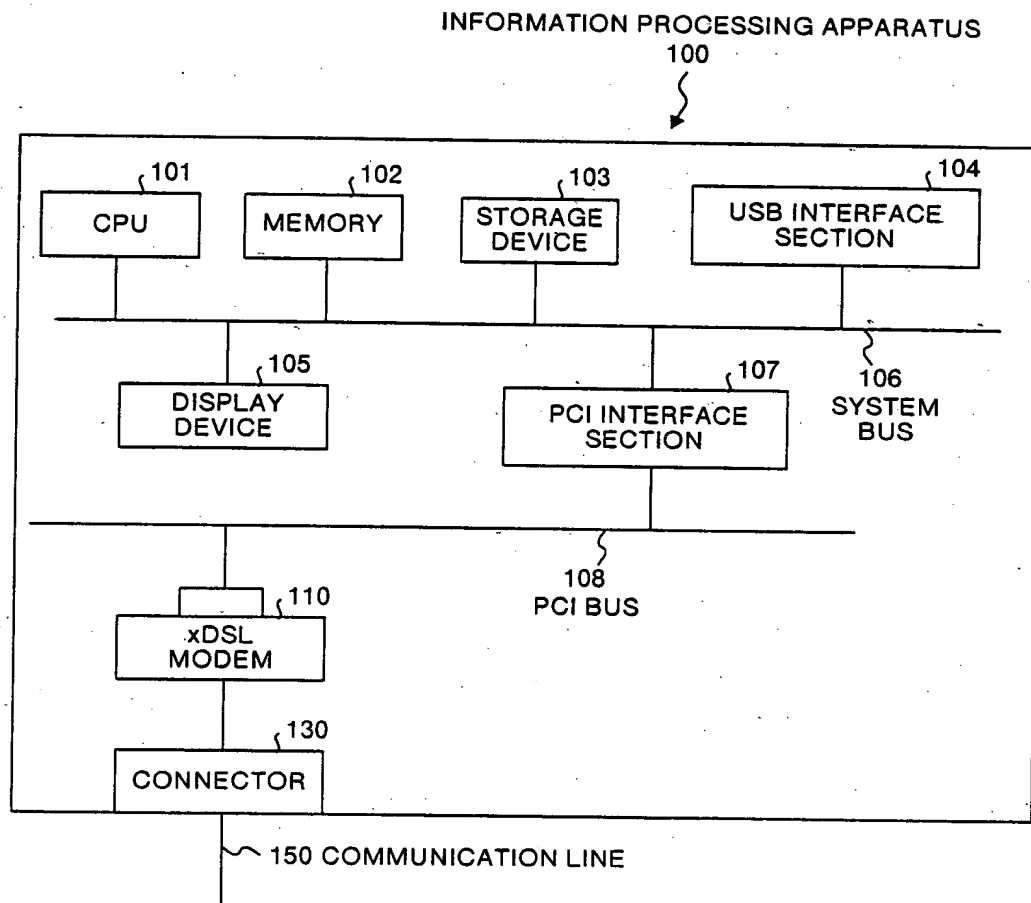 INFORMATION PROCESSING APPARATUS
100
101
CPU
102
MEMORY
103
STORAGE
DEVICE
104
USB INTERFACE
SECTION
105
DISPLAY
DEVICE
107
PCI INTERFACE
SECTION
106
SYSTEM
BUS
108
PCI BUS
110
xDSL
MODEM
130
CONNECTOR
150 COMMUNICATION LINE